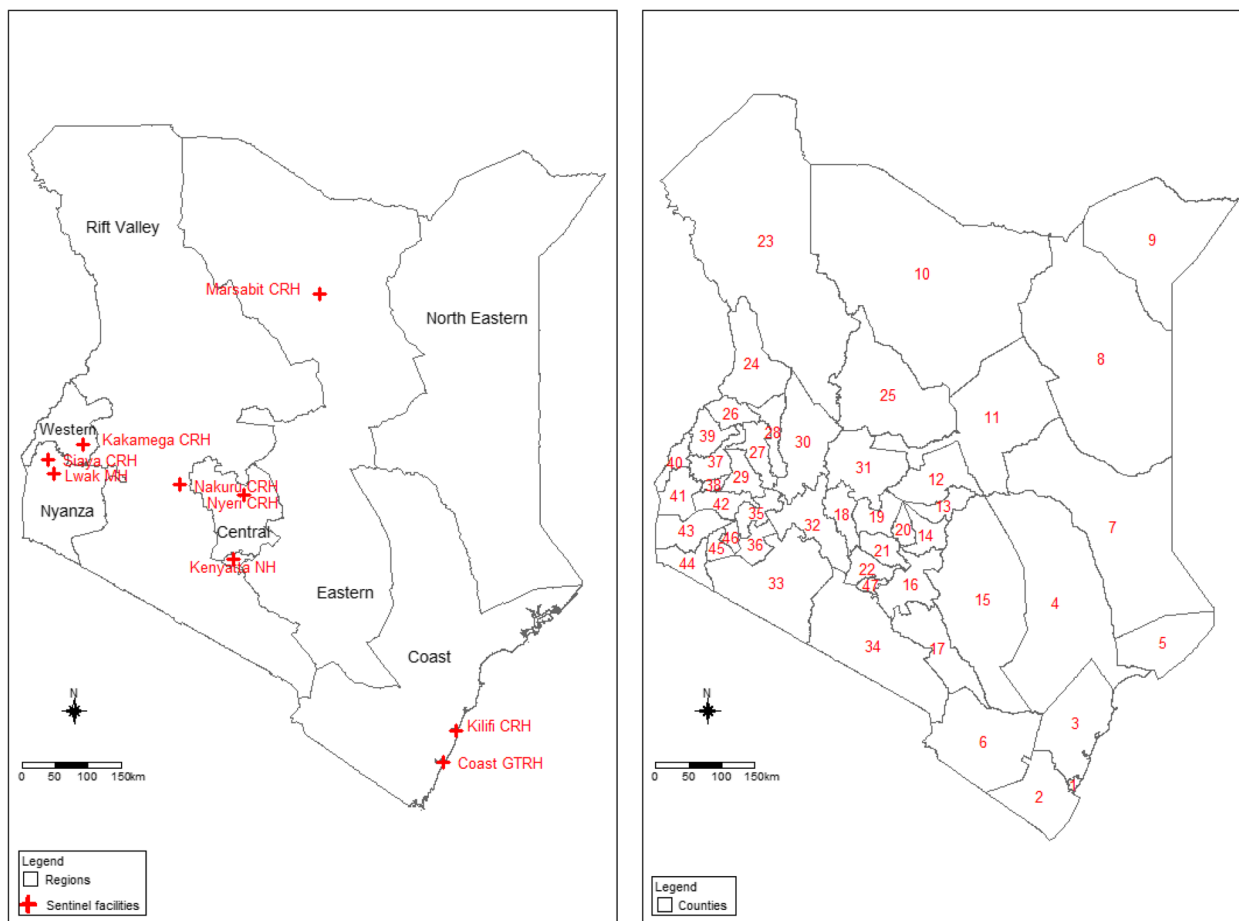 Rift Valley
Marsabit CRH
North Eastern
Western
Kakamega CRH
Siaya CRH
Lwak MH
Nakuru CRH
Nyeri CRH
Nyanza
Central
Kenyatta NH
Eastern
Coast
Kilifi CRH
Coast GTRH
N
0 50 100 150km
Legend
Regions
Sentinel facilities
9
23
10
8
24
25
11
26
28
39
30
27
40
37
31
29
12
38
41
42
13
35
18
19
32
43
20
14
46
45
36
21
7
44
22
33
47
16
15
4
34
17
5
3
6
1
2
N
0 50 100 150km
Legend
Counties